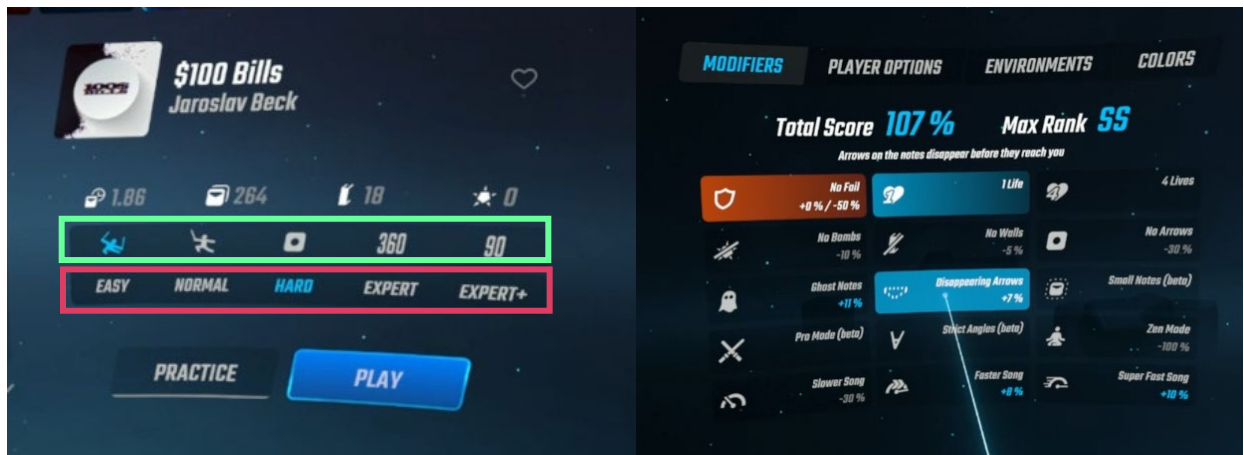 $100 Bills
Jaroslav Beck
1.86 264 18 0
360 90
EASY NORMAL HARD EXPERT EXPERT+
PRACTICE PLAY
MODIFIERS PLAYER OPTIONS ENVIRONMENTS COLORS
Total Score 107 % Max Rank SS
Arrows on the notes disappear before they reach you
No Fail
+0 % / -50 %
1 Life
4 Lives
No Bombs
-10 %
No Walls
-5 %
No Arrows
-30 %
Ghost Notes
+11 %
Disappearing Arrows
+7 %
Small Notes (beta)
Pro Mode (beta)
Strict Angles (beta)
Zen Mode
-100 %
Slower Song
-30 %
Faster Song
+8 %
Super Fast Song
+10 %